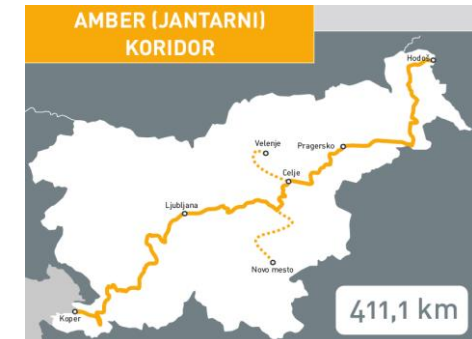 AMBER (JANTARNI)
KORIDOR
Hodoš
Velenje
Pragersko
Celje
Ljubljana
Novo mesto
Koper
411,1 km